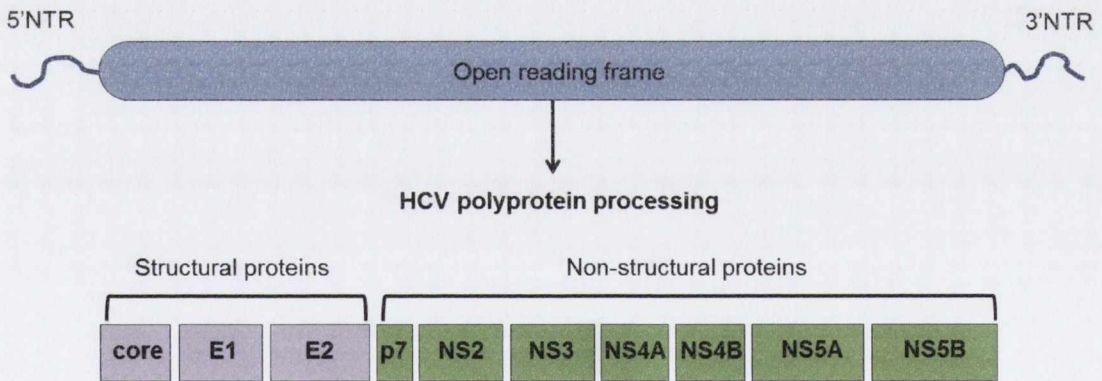 5'NTR
3'NTR
Open reading frame
HCV polyprotein processing
Structural proteins
Non-structural proteins
core E1 E2 p7 NS2 NS3 NS4A NS4B NS5A NS5B